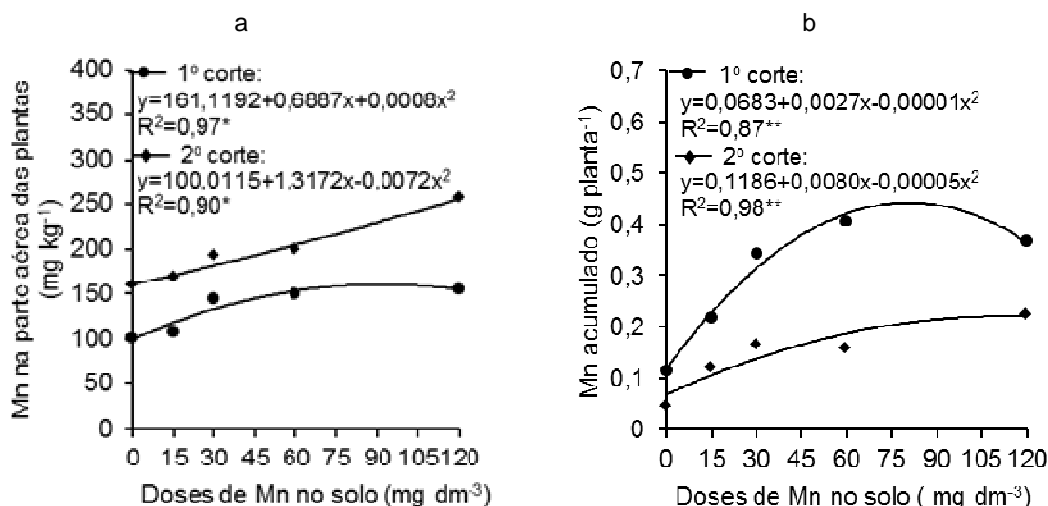 a
400
350
300
250
200
150
100
50
0
1º corte:
y=161,1192+0,6887x+0,0008x²
R²=0,97*
2º corte:
y=100,0115+1,3172x-0,0072x²
R²=0,90*
Mn na parte aérea das plantas
(mg kg⁻¹)
0 15 30 45 60 75 90 105 120
Doses de Mn no solo (mg dm⁻³)
b
0,7
0,6
0,5
0,4
0,3
0,2
0,1
0
1º corte:
y=0,0683+0,0027x-0,00001x²
R²=0,87**
2º corte:
y=0,1186+0,0080x-0,00005x²
R²=0,98**
Mn acumulado (g planta⁻¹)
0 15 30 45 60 75 90 105 120
Doses de Mn no solo ( mg dm⁻³)